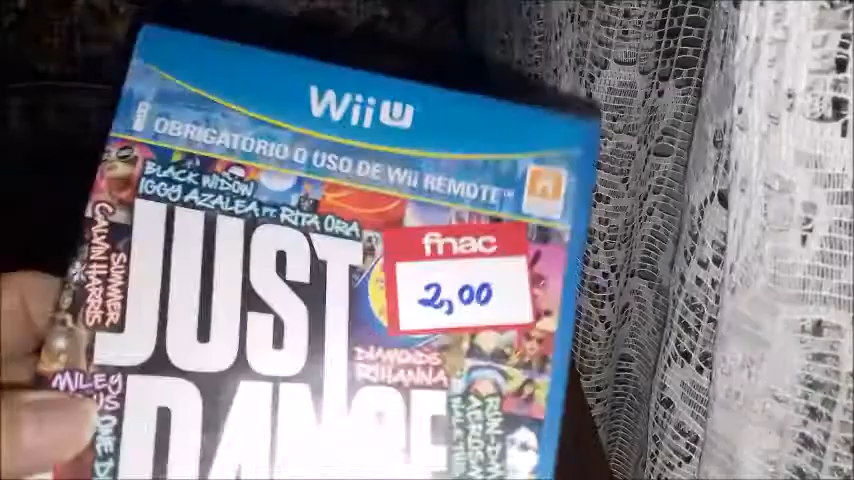 Wii U
OBRIGATÓRIO O USO DE Wii REMOTE™
BLACK WIDOW
IGGY AZALEA FT. RITA ORA
SUMMER
CALVIN HARRIS
fnac
2,00
JUST
DANCE
DIAMONDS
RIHANNA
MILEY